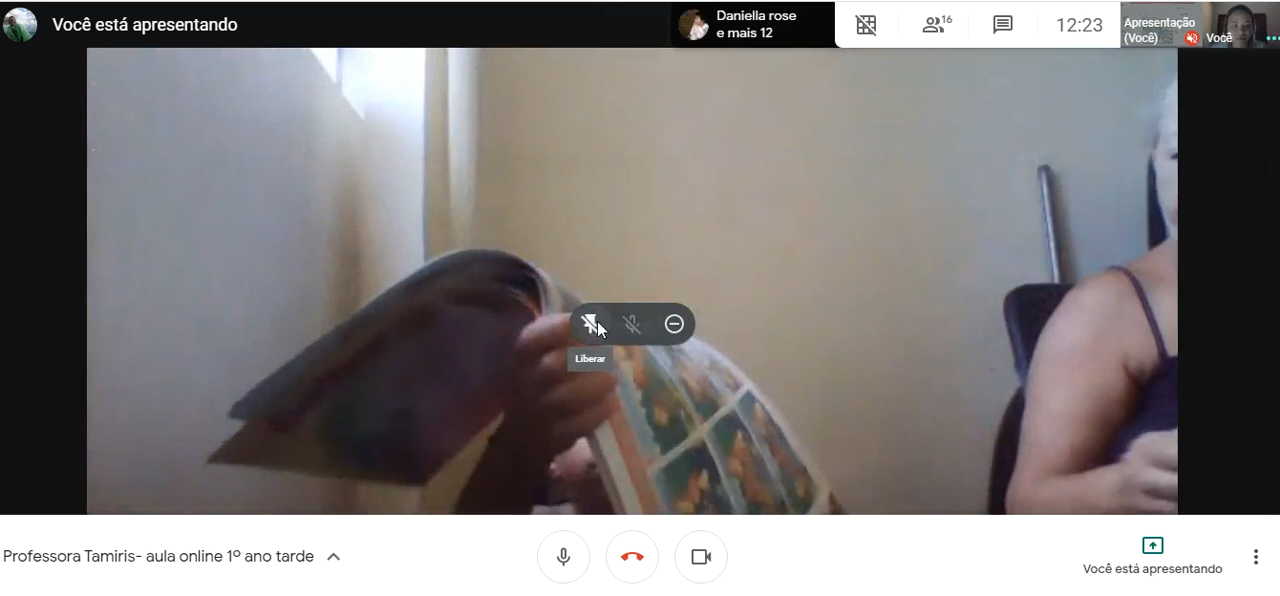 Você está apresentando
Daniella rose
e mais 12
16
12:23
Apresentação
(Você)
Você
Liberar
Professora Tamiris- aula online 1º ano tarde
Você está apresentando